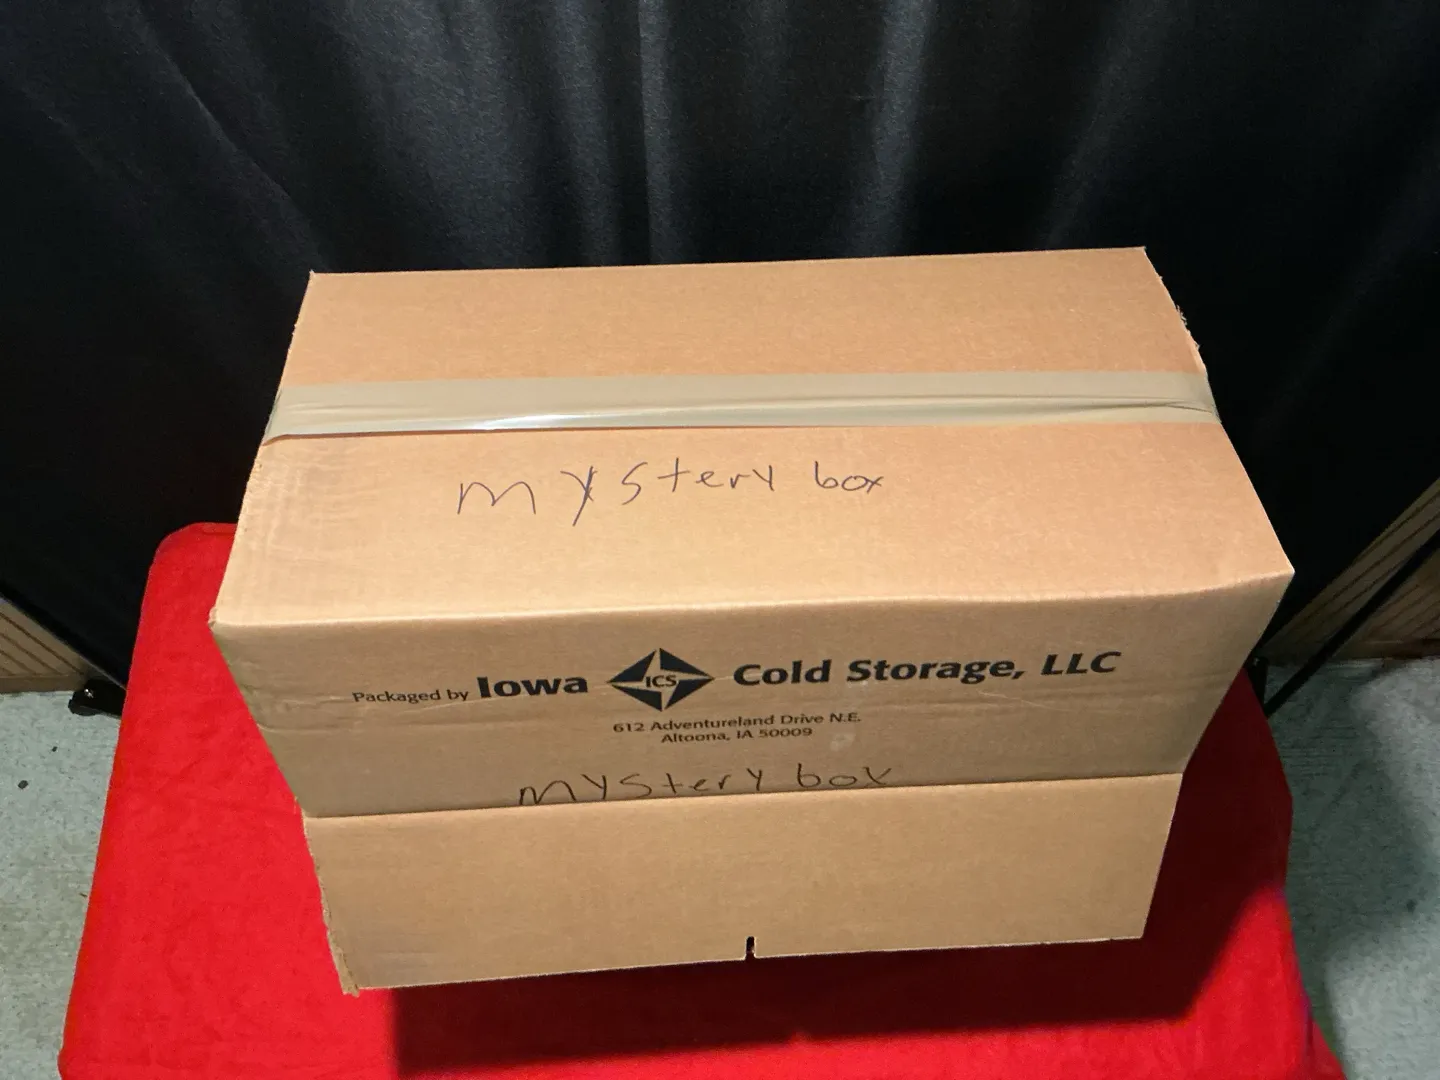 mystery box
Packaged by Iowa ICS Cold Storage, LLC
612 Adventureland Drive N.E.
Altoona, IA 50009
mystery box